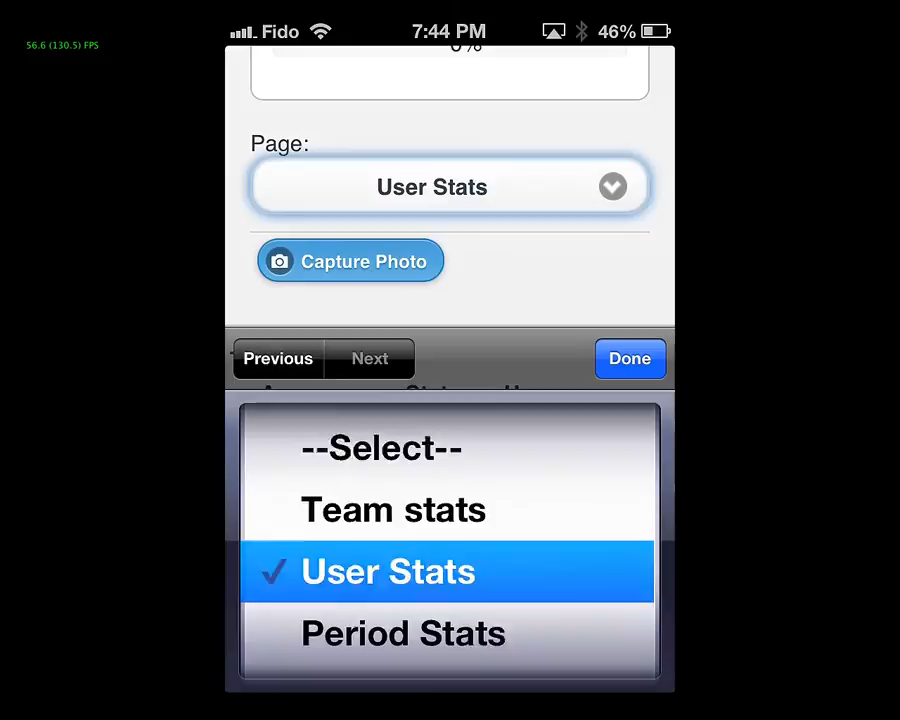 56.6 (130.5) FPS
Fido 7:44 PM 46%
0%
Page:
User Stats
Capture Photo
Previous Next Done
--Select--
Team stats
User Stats
Period Stats